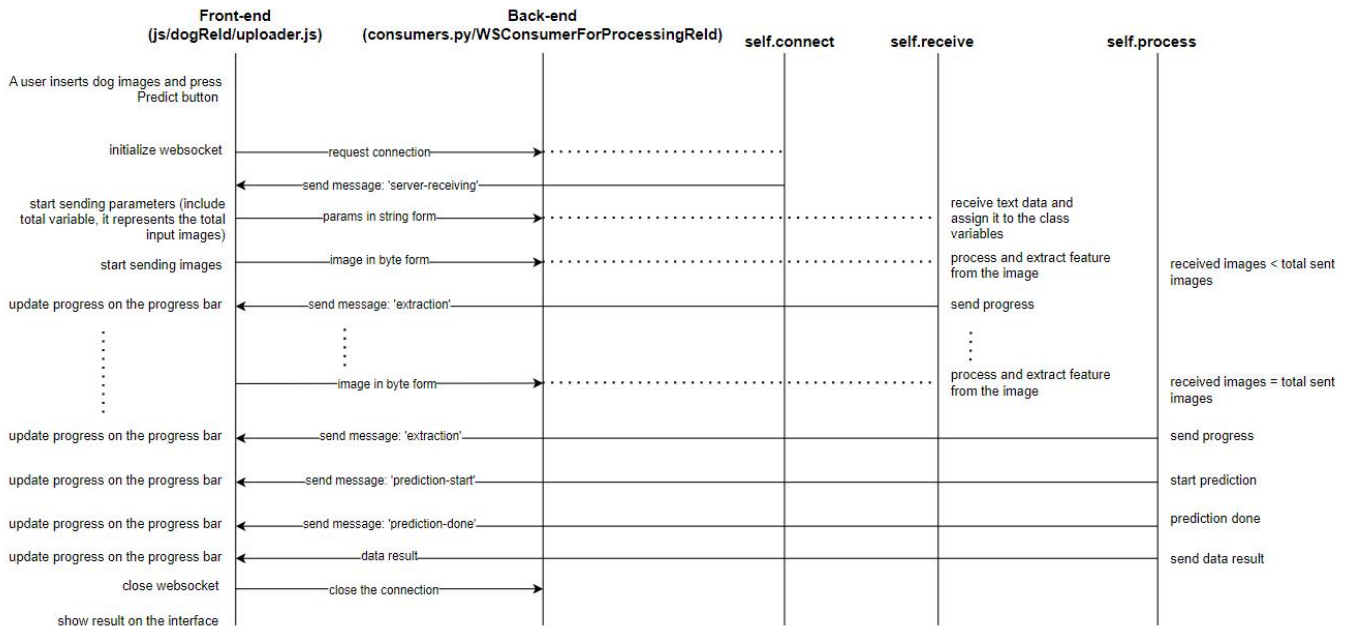 Front-end
(js/dogReId/uploader.js)
Back-end
(consumers.py/WSConsumerForProcessingReId)
self.connect
self.receive
self.process
A user inserts dog images and press
Predict button
initialize websocket
request connection
send message: 'server-receiving'
start sending parameters (include
total variable, it represents the total
input images)
params in string form
receive text data and
assign it to the class
variables
start sending images
image in byte form
process and extract feature
from the image
received images < total sent
images
update progress on the progress bar
send message: 'extraction'
send progress
image in byte form
process and extract feature
from the image
received images = total sent
images
update progress on the progress bar
send message: 'extraction'
send progress
update progress on the progress bar
send message: 'prediction-start'
start prediction
update progress on the progress bar
send message: 'prediction-done'
prediction done
update progress on the progress bar
data result
send data result
close websocket
close the connection
show result on the interface